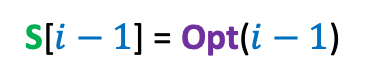 S[i − 1] = Opt(i − 1)